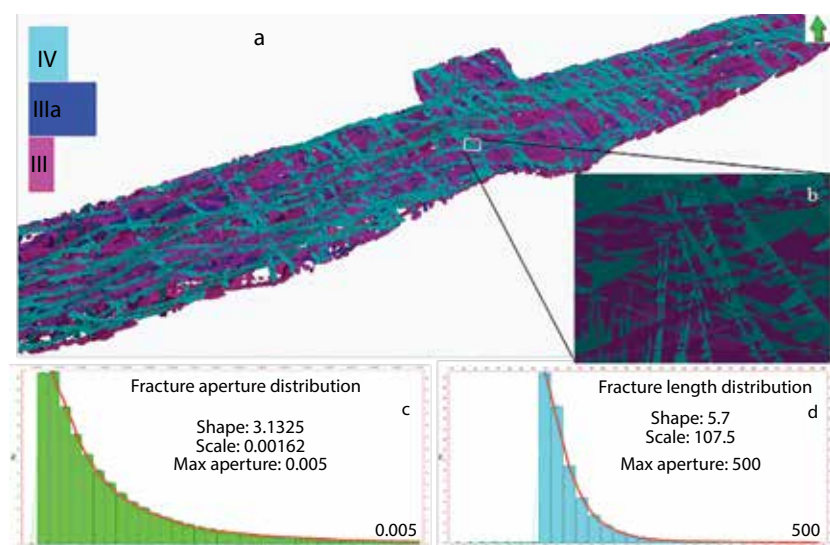 a
IV
IIIa
III
b
Fracture aperture distribution
c
Shape: 3.1325
Scale: 0.00162
Max aperture: 0.005
0.005
Fracture length distribution
d
Shape: 5.7
Scale: 107.5
Max aperture: 500
500